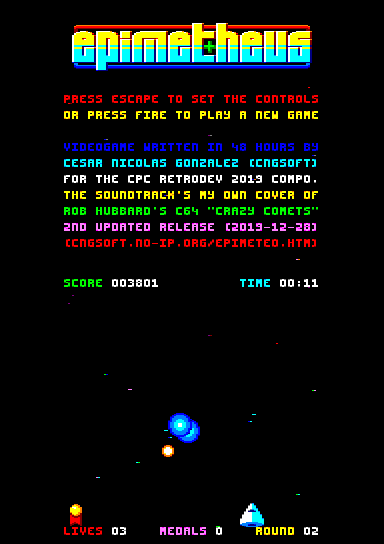 epimetheus
PRESS ESCAPE TO SET THE CONTROLS
OR PRESS FIRE TO PLAY A NEW GAME
VIDEOGAME WRITTEN IN 48 HOURS BY
CESAR NICOLAS GONZALEZ (CNGSOFT)
FOR THE CPC RETRODEV 2019 COMPO.
THE SOUNDTRACK'S MY OWN COVER OF
ROB HUBBARD'S C64 "CRAZY COMETS"
2ND UPDATED RELEASE (2019-12-28)
(CNGSOFT.NO-IP.ORG/EPIMETEO.HTM)
SCORE 003801 TIME 00:11
LIVES 03 MEDALS 0 ROUND 02